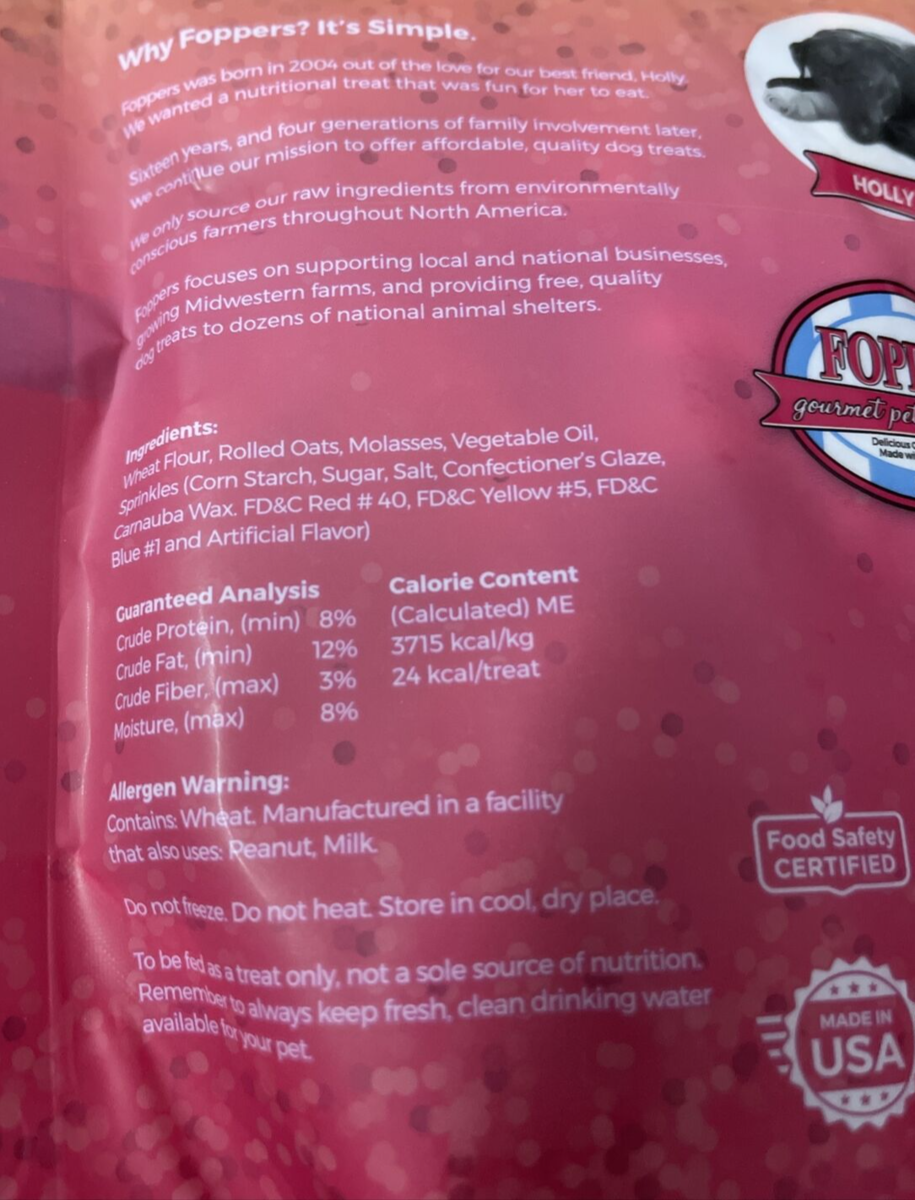 Why Foppers? It's Simple.
Foppers was born in 2004 out of the love for our best friend, Holly.
We wanted a nutritional treat that was fun for her to eat.
Sixteen years, and four generations of family involvement later,
we continue our mission to offer affordable, quality dog treats.
We only source our raw ingredients from environmentally
conscious farmers throughout North America.
Foppers focuses on supporting local and national businesses,
growing Midwestern farms, and providing free, quality
dog treats to dozens of national animal shelters.
HOLLY
FOP
gourmet pe
Delicious
Made wi
Ingredients:
Wheat Flour, Rolled Oats, Molasses, Vegetable Oil,
Sprinkles (Corn Starch, Sugar, Salt, Confectioner's Glaze,
Carnauba Wax. FD&C Red # 40, FD&C Yellow #5, FD&C
Blue #1 and Artificial Flavor)
Guaranteed Analysis
Crude Protein, (min) 8%
Crude Fat, (min) 12%
Crude Fiber, (max) 3%
Moisture, (max) 8%
Calorie Content
(Calculated) ME
3715 kcal/kg
24 kcal/treat
Allergen Warning:
Contains: Wheat. Manufactured in a facility
that also uses: Peanut, Milk.
Do not freeze. Do not heat. Store in cool, dry place.
To be fed as a treat only, not a sole source of nutrition.
Remember to always keep fresh, clean drinking water
available for your pet.
Food Safety
CERTIFIED
MADE IN
USA